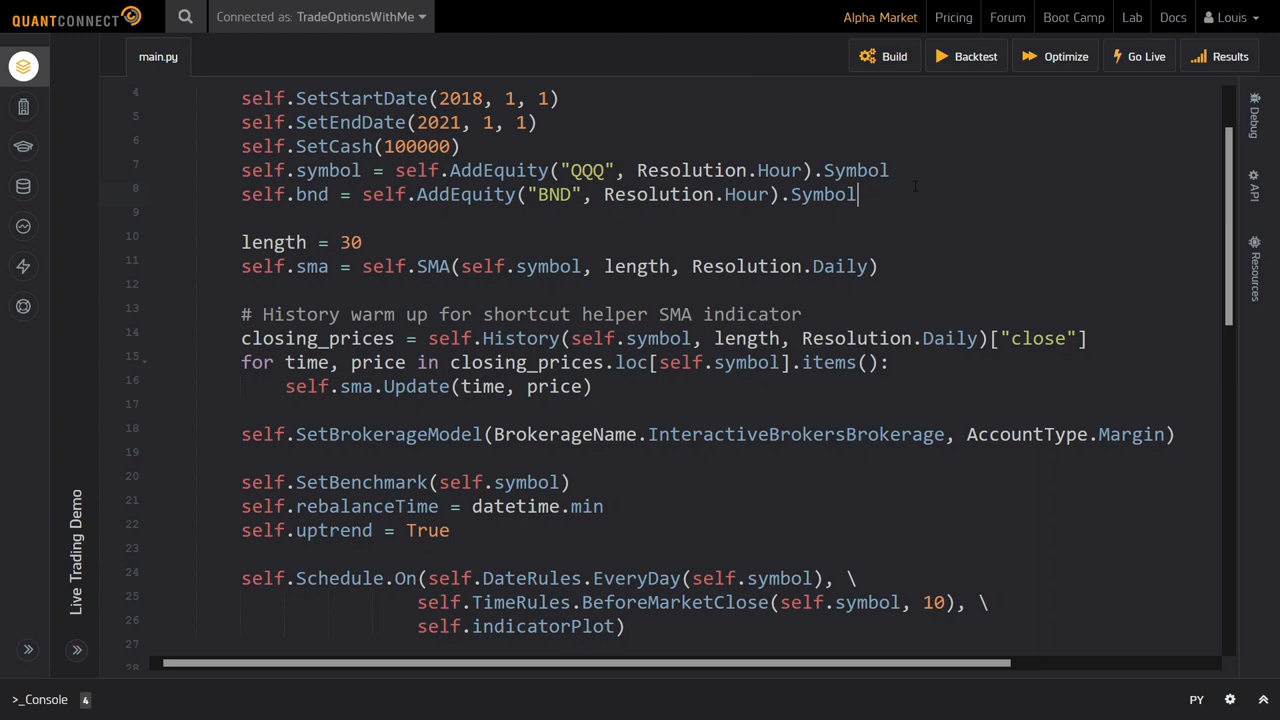 QUANTCONNECT
Connected as: TradeOptionsWithMe
Alpha Market
Pricing
Forum
Boot Camp
Lab
Docs
Louis
main.py
Build
Backtest
Optimize
Go Live
Results
4 self.SetStartDate(2018, 1, 1)
5 self.SetEndDate(2021, 1, 1)
6 self.SetCash(100000)
7 self.symbol = self.AddEquity("QQQ", Resolution.Hour).Symbol
8 self.bnd = self.AddEquity("BND", Resolution.Hour).Symbol
9
10 length = 30
11 self.sma = self.SMA(self.symbol, length, Resolution.Daily)
12
13 # History warm up for shortcut helper SMA indicator
14 closing_prices = self.History(self.symbol, length, Resolution.Daily)["close"]
15 for time, price in closing_prices.loc[self.symbol].items():
16 self.sma.Update(time, price)
17
18 self.SetBrokerageModel(BrokerageName.InteractiveBrokersBrokerage, AccountType.Margin)
19
20 self.SetBenchmark(self.symbol)
21 self.rebalanceTime = datetime.min
22 self.uptrend = True
23
24 self.Schedule.On(self.DateRules.EveryDay(self.symbol), \
25 self.TimeRules.BeforeMarketClose(self.symbol, 10), \
26 self.indicatorPlot)
27
28
Live Trading Demo
Debug
API
Resources
>_Console 4
PY